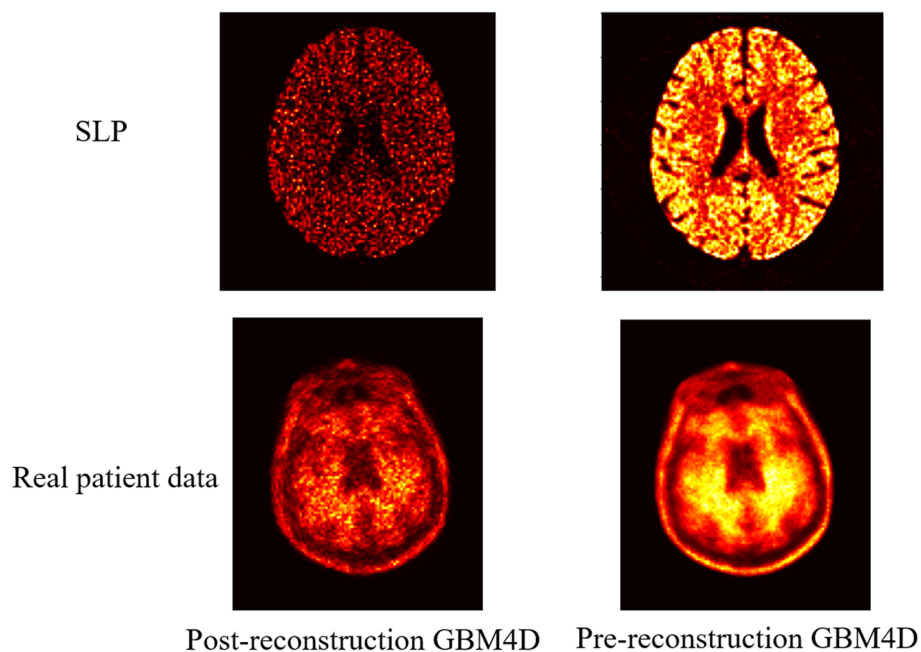 SLP
Real patient data
Post-reconstruction GBM4D
Pre-reconstruction GBM4D